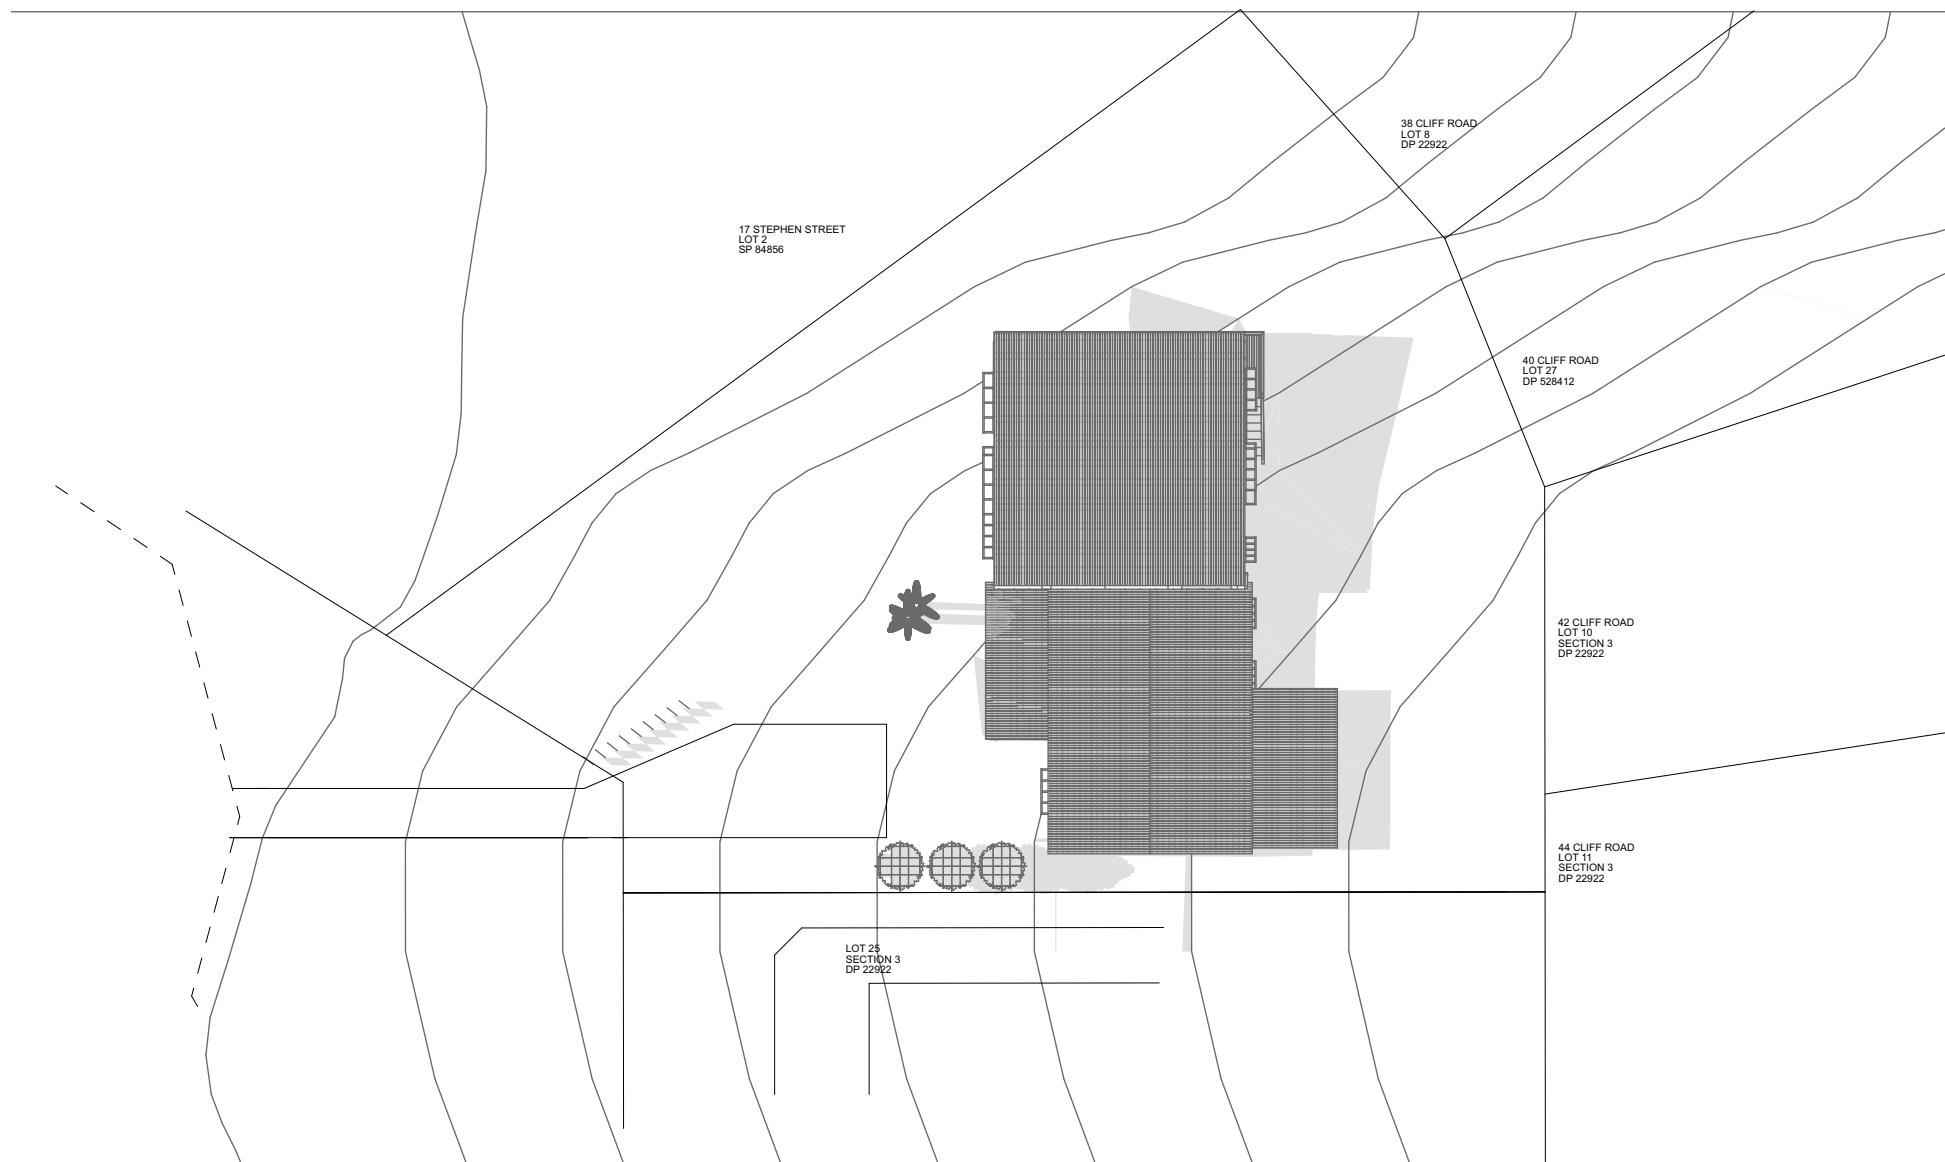 38 CLIFF ROAD
LOT 8
DP 22922
17 STEPHEN STREET
LOT 2
SP 84856
40 CLIFF ROAD
LOT 27
DP 528412
42 CLIFF ROAD
LOT 10
SECTION 3
DP 22922
44 CLIFF ROAD
LOT 11
SECTION 3
DP 22922
LOT 25
SECTION 3
DP 22922